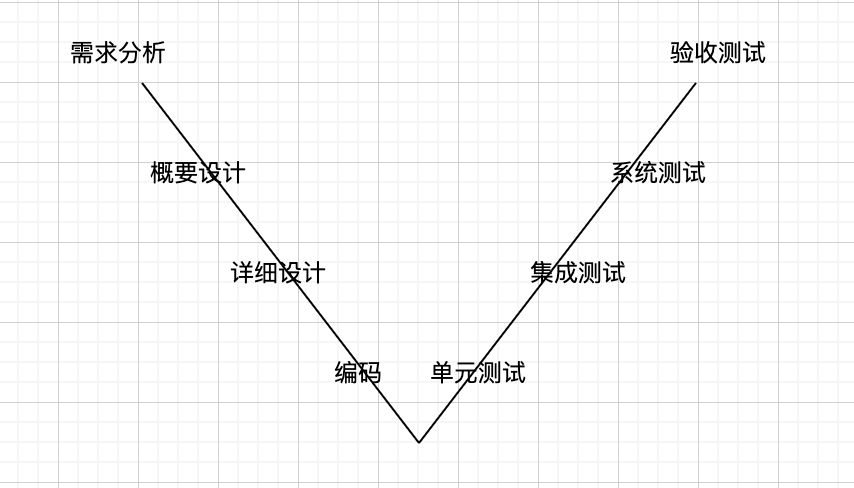 需求分析
验收测试
概要设计
系统测试
详细设计
集成测试
编码
单元测试